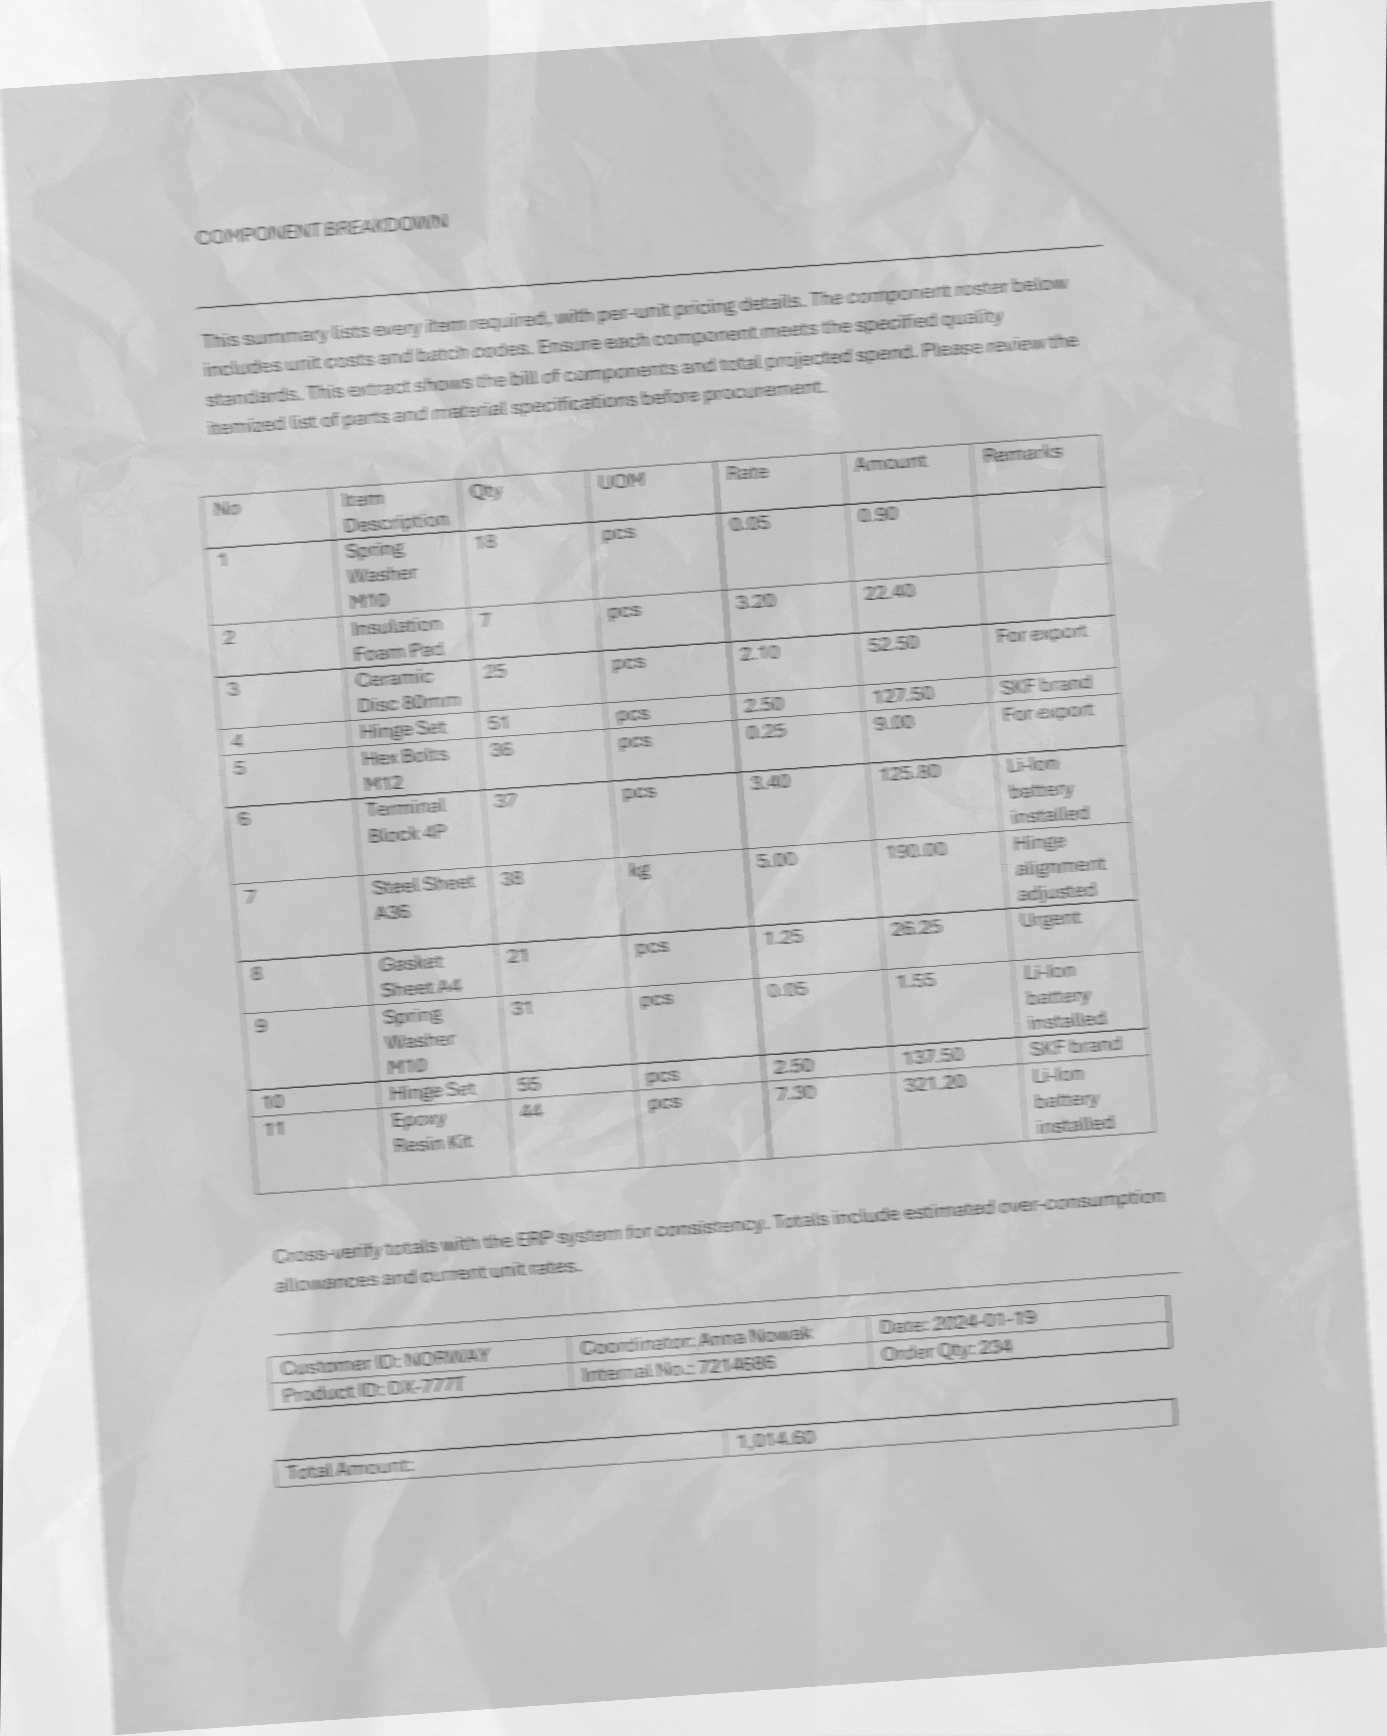 COMPONENT BREAKDOWN
This summary lists every item required, with per-unit pricing details. The component roster below
includes unit costs and batch codes. Ensure each component meets the specified quality
standards. This extract shows the bill of components and total projected spend. Please review the
itemized list of parts and material specifications before procurement.
No Item Qty UOM Rate Amount Remarks
Description
1 Spring 18 pcs 0.05 0.90
Washer
M10
2 Insulation 7 pcs 3.20 22.40
Foam Pad
3 Ceramic 25 pcs 2.10 52.50 For export
Disc 80mm
4 Hinge Set 51 pcs 2.50 127.50 SKF brand
5 Hex Bolts 36 pcs 0.25 9.00 For export
M12
6 Terminal 37 pcs 3.40 125.80 Li-Ion
Block 4P battery
installed
7 Steel Sheet 38 kg 5.00 190.00 Hinge
A36 alignment
adjusted
8 Gasket 21 pcs 1.25 26.25 Urgent
Sheet A4
9 Spring 31 pcs 0.05 1.55 Li-Ion
Washer battery
M10 installed
10 Hinge Set 55 pcs 2.50 137.50 SKF brand
11 Epoxy 44 pcs 7.30 321.20 Li-Ion
Resin Kit battery
installed
Cross-verify totals with the ERP system for consistency. Totals include estimated over-consumption
allowances and current unit rates.
Customer ID: NORWAY Coordinator: Anna Nowak Date: 2024-01-19
Product ID: DX-777T Internal No.: 7214686 Order Qty: 234
Total Amount: 1,014.60